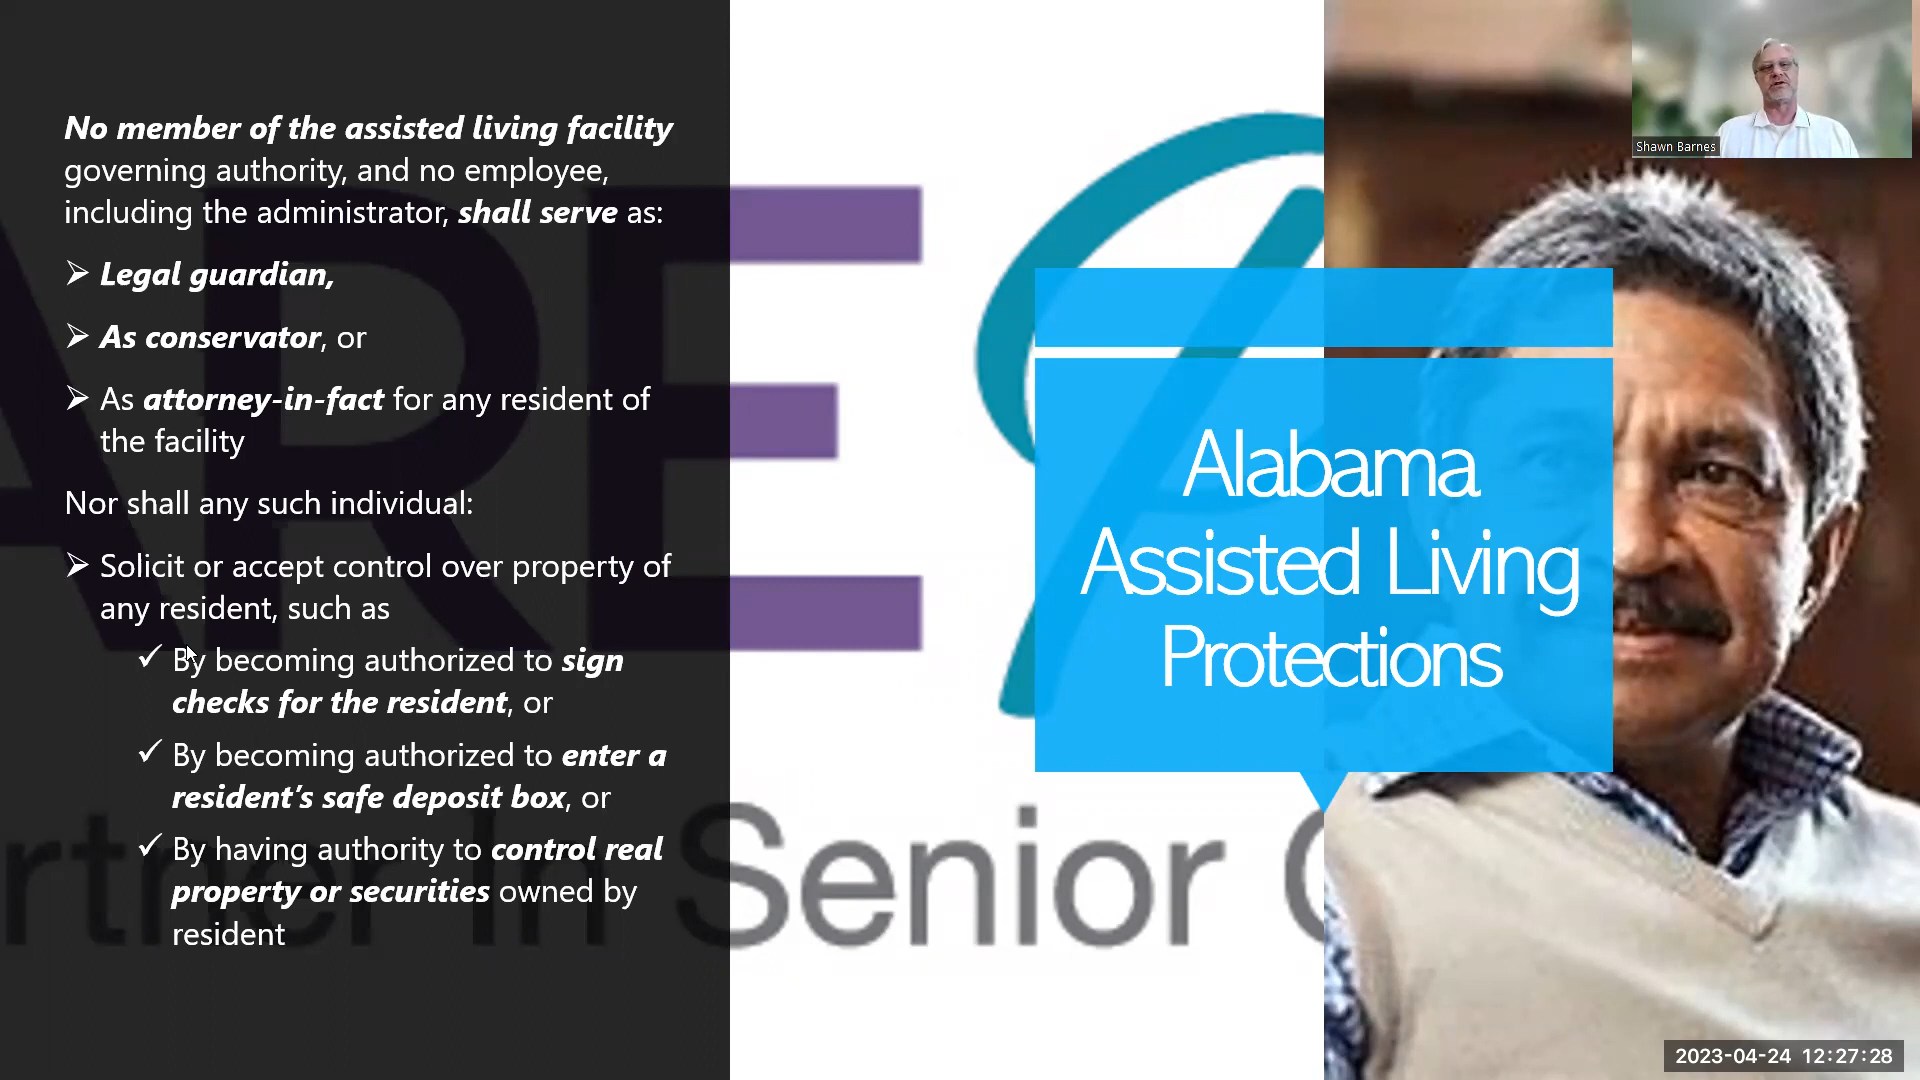 No member of the assisted living facility
governing authority, and no employee,
including the administrator, shall serve as:
Legal guardian,
As conservator, or
As attorney-in-fact for any resident of
the facility
Nor shall any such individual:
Solicit or accept control over property of
any resident, such as
By becoming authorized to sign
checks for the resident, or
By becoming authorized to enter a
resident’s safe deposit box, or
By having authority to control real
property or securities owned by
resident
ARE
rtner In Senior C
Alabama
Assisted Living
Protections
Shawn Barnes
2023-04-24 12:27:28